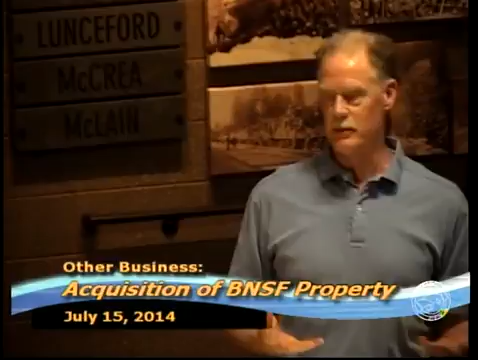 LUNCEFORD
McCREA
McLAIN
Other Business:
Acquisition of BNSF Property
July 15, 2014